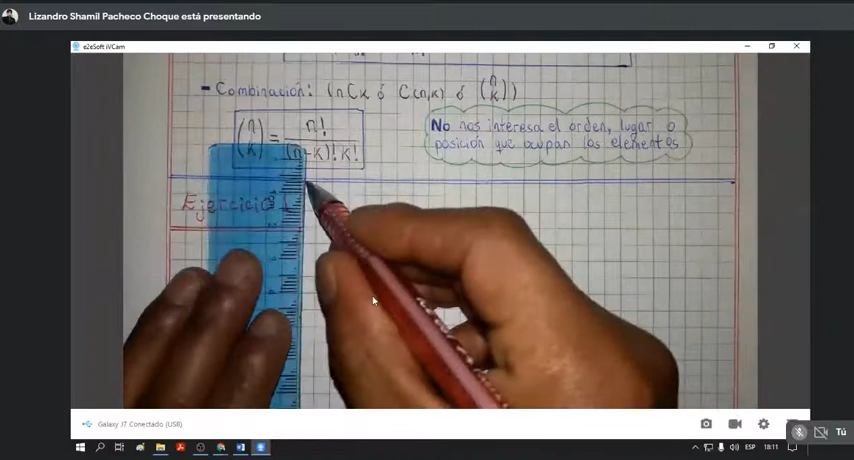 Lizandro Shamil Pacheco Choque está presentando
e2eSoft iVCam
- Combinación: (nCk ó C(n,k) ó (n k))
(n k) = n! / (n-k)! k!
No nos interesa el orden, lugar o
posición que ocupan los elementos
Ejercicio 1
Galaxy J7 Conectado (USB)
Tú
ESP
18:11